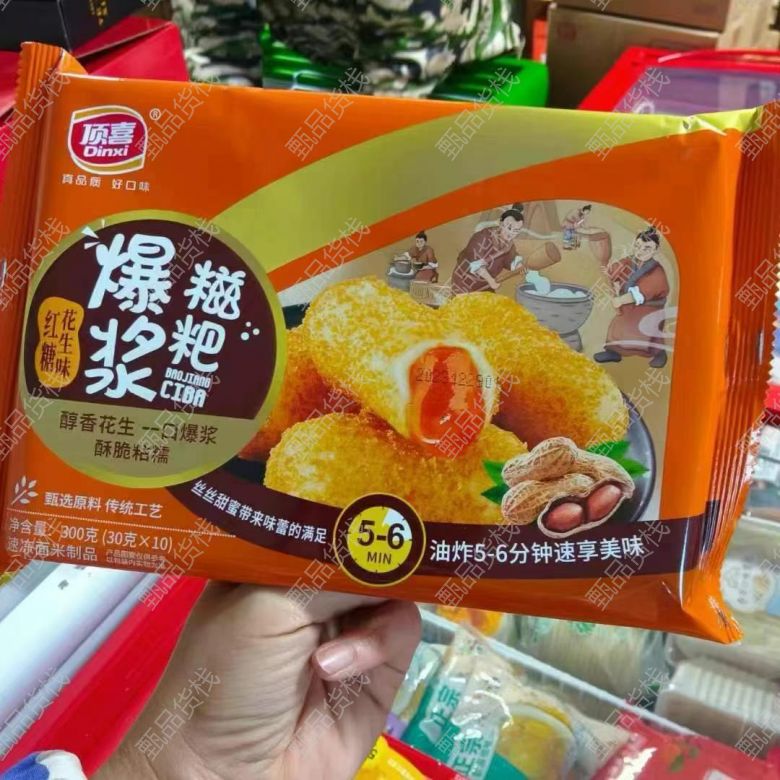 顶喜
Dinxi
®
真品质 好口味
爆浆
糍粑
BAOJIANG
CIBA
红糖
花生味
醇香花生 一口爆浆
酥脆粘糯
甄选原料 传统工艺
净含量: 300克 (30克×10)
速冻面米制品
丝丝甜蜜带来味蕾的满足
5-6
MIN
油炸5-6分钟速享美味
甄品货栈